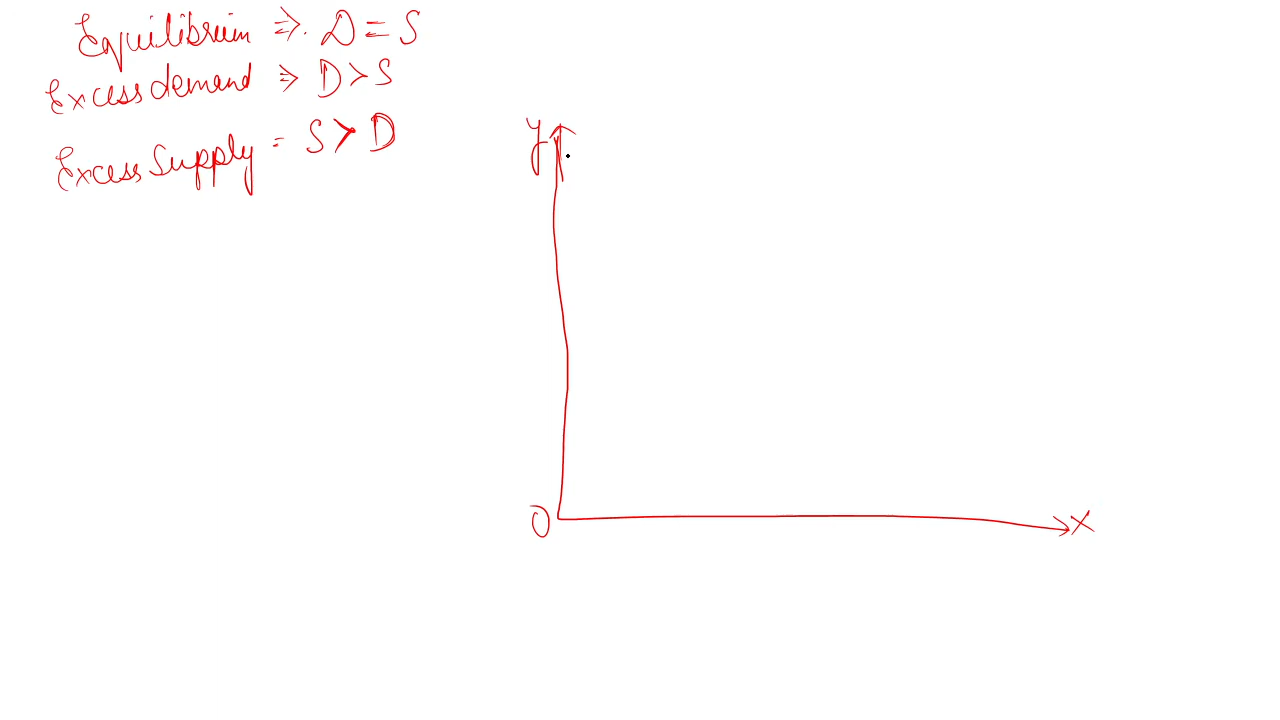 Equilibrium ⇒. D = S
Excess demand ⇒ D > S
Excess Supply = S > D
y
O
X